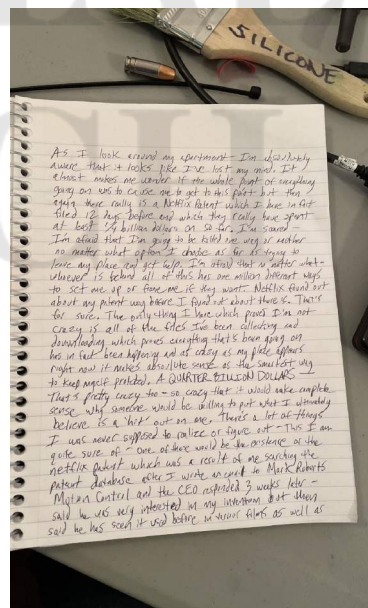 SILICONE
As I look around my apartment - I'm absolutely
aware that it looks like I've lost my mind. It
almost makes me wonder if the whole point of everything
going on was to cause me to get to this point but then
again there really is a Netflix Patent which I have in fact
filed 12 days before and which they really have spent
at least 1/4 billion dollars on so far. I'm scared -
I'm afraid that I'm going to be killed one way or another
no matter what option I choose as far as trying to
leave my place and get help. I'm afraid that no matter what -
whoever is behind all of this has one million different ways
to set me up or frame me if they want. Netflix found out
about my patent way before I found out about there's. That's
for sure. The only thing I have which proves I'm not
crazy is all of the files I've been collecting and
downloading which proves everything that's been going on
has in fact been happening and as crazy as my place appears
right now it makes absolute sense as the smartest way
to keep myself protected. A QUARTER BILLION DOLLARS
That's pretty crazy too - so crazy that it would make complete
sense why someone would be willing to put what I ultimately
believe is a 'hit' out on me. There's a lot of things
I was never supposed to realize or figure out - This I am
quite sure of - One of those would be the existence of the
netflix patent which was a result of me searching the
patent database after I wrote an email to Mark Roberts
Motion Control and the CEO responded 3 weeks later -
said he was very interested in my invention but then
said he has seen it used before in various films as well as